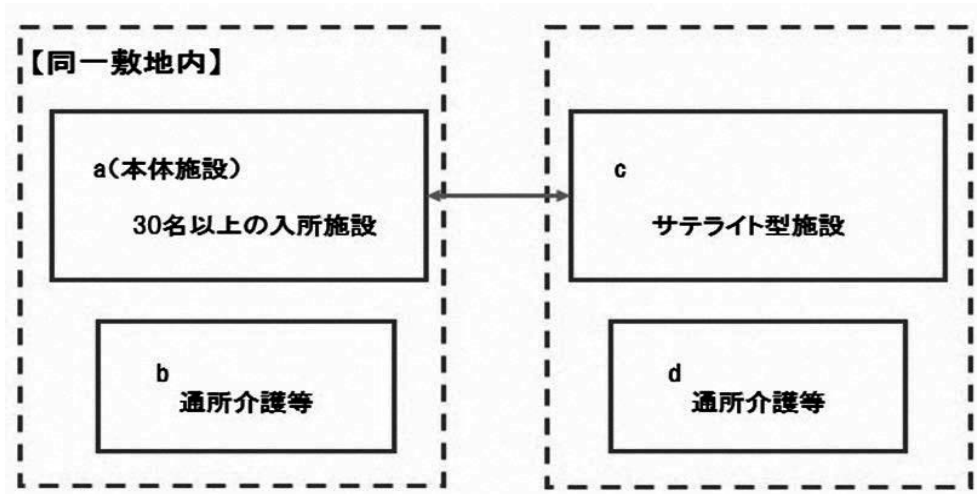 【同一敷地内】
a(本体施設)
30名以上の入所施設
b
通所介護等
c
サテライト型施設
d
通所介護等